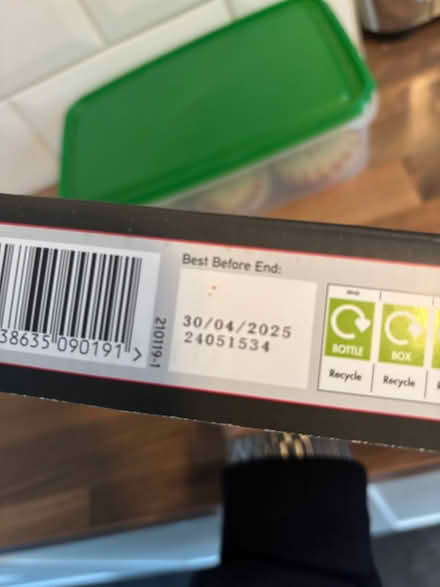 Best Before End:
30/04/2025
24051534
38635 090191 >
210119-1
BOTTLE
Recycle
BOX
Recycle